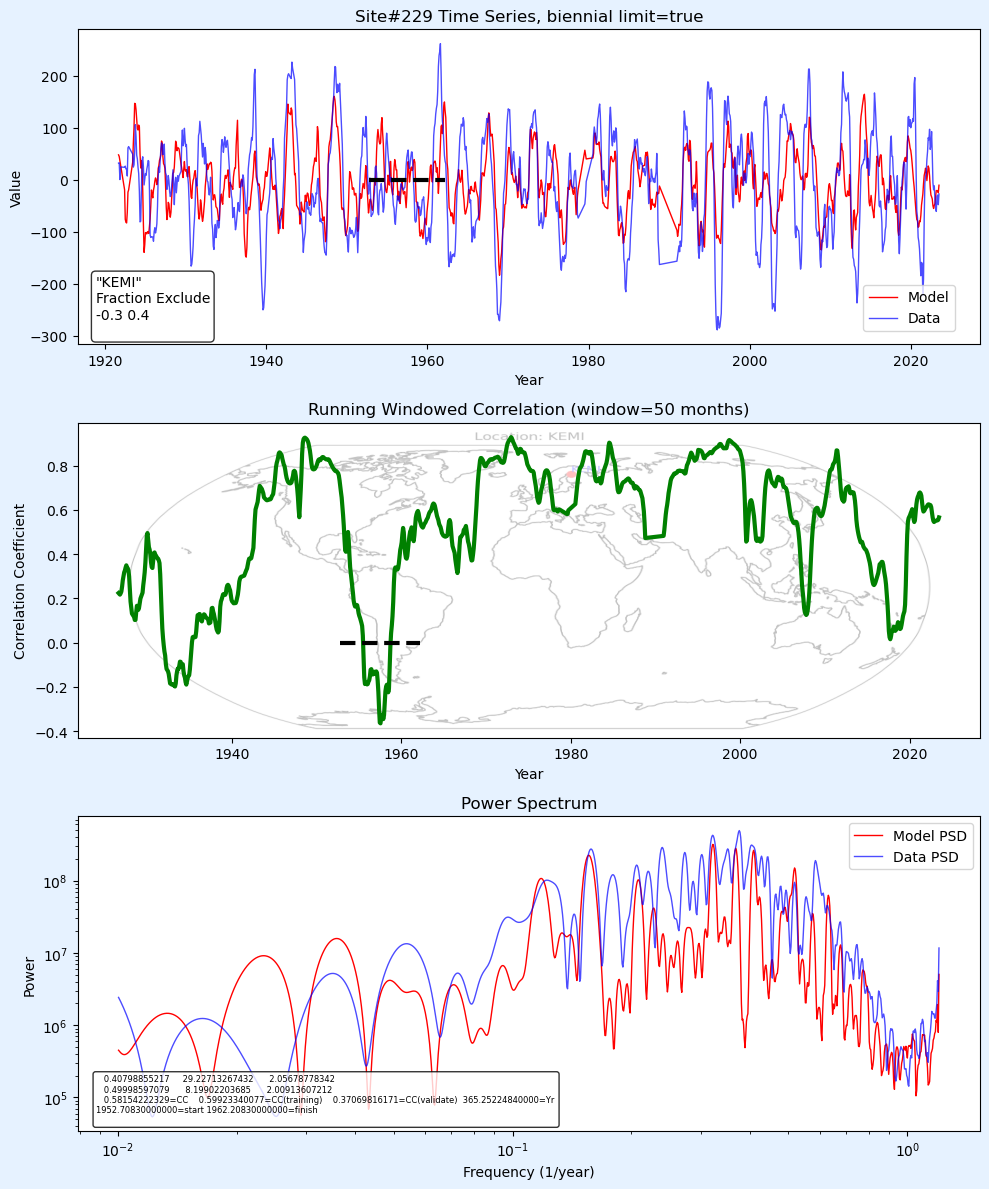 Site#229 Time Series, biennial limit=true
Value
200
100
0
−100
−200
−300
"KEMI"
Fraction Exclude
-0.3 0.4
Model
Data
1920 1940 1960 1980 2000 2020
Year
Running Windowed Correlation (window=50 months)
Location: KEMI
Correlation Coefficient
0.8
0.6
0.4
0.2
0.0
−0.2
−0.4
1940 1960 1980 2000 2020
Year
Power Spectrum
Model PSD
Data PSD
Power
10⁸
10⁷
10⁶
10⁵
0.40798855217 29.22713267432 2.05678778342
0.49998597079 8.19902203685 2.00913607212
0.58154222329=CC 0.59923340077=CC(training) 0.37069816171=CC(validate) 365.25224840000=Yr
1952.70830000000=start 1962.20830000000=finish
10⁻² 10⁻¹ 10⁰
Frequency (1/year)